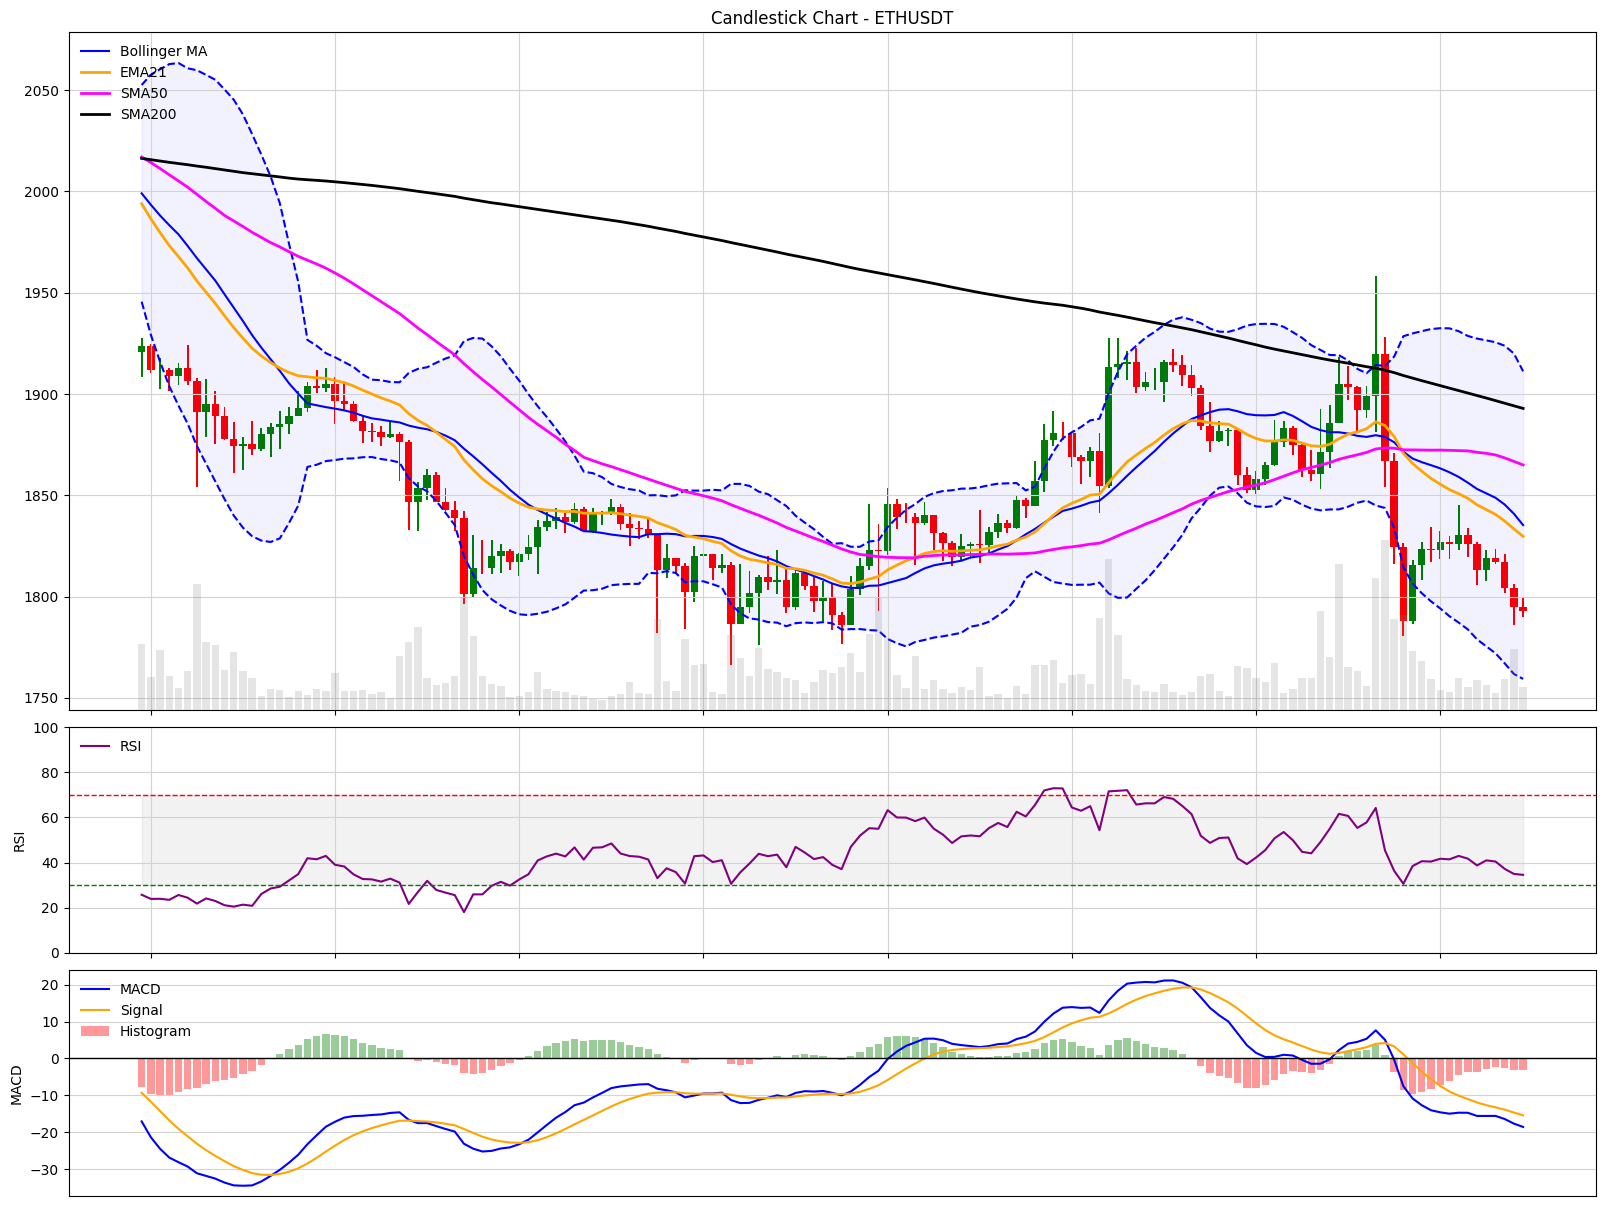 Candlestick Chart - ETHUSDT
Bollinger MA
EMA21
SMA50
SMA200
2050
2000
1950
1900
1850
1800
1750
RSI
RSI
100
80
60
40
20
0
MACD
Signal
Histogram
MACD
20
10
0
−10
−20
−30